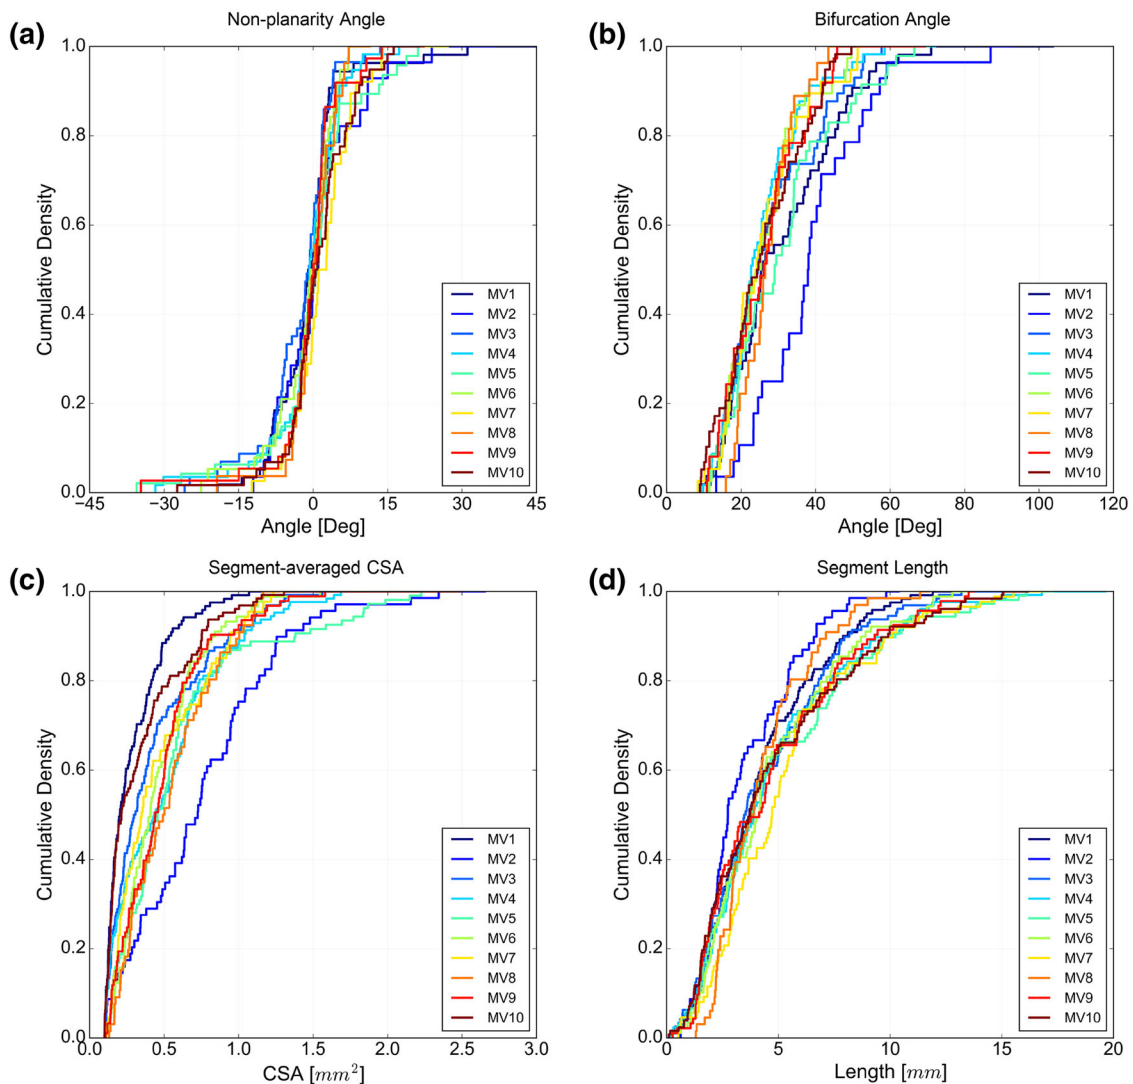 (a)
Non-planarity Angle
1.0
0.8
0.6
0.4
0.2
0.0
Cumulative Density
−45 −30 −15 0 15 30 45
Angle [Deg]
MV1
MV2
MV3
MV4
MV5
MV6
MV7
MV8
MV9
MV10
(b)
Bifurcation Angle
1.0
0.8
0.6
0.4
0.2
0.0
Cumulative Density
0 20 40 60 80 100 120
Angle [Deg]
MV1
MV2
MV3
MV4
MV5
MV6
MV7
MV8
MV9
MV10
(c)
Segment-averaged CSA
1.0
0.8
0.6
0.4
0.2
0.0
Cumulative Density
0.0 0.5 1.0 1.5 2.0 2.5 3.0
CSA [mm²]
MV1
MV2
MV3
MV4
MV5
MV6
MV7
MV8
MV9
MV10
(d)
Segment Length
1.0
0.8
0.6
0.4
0.2
0.0
Cumulative Density
0 5 10 15 20
Length [mm]
MV1
MV2
MV3
MV4
MV5
MV6
MV7
MV8
MV9
MV10